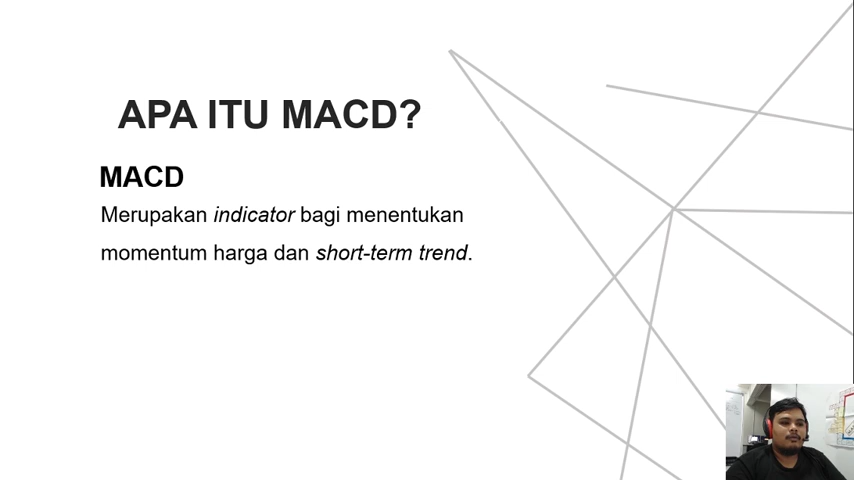 APA ITU MACD?
MACD
Merupakan indicator bagi menentukan
momentum harga dan short-term trend.